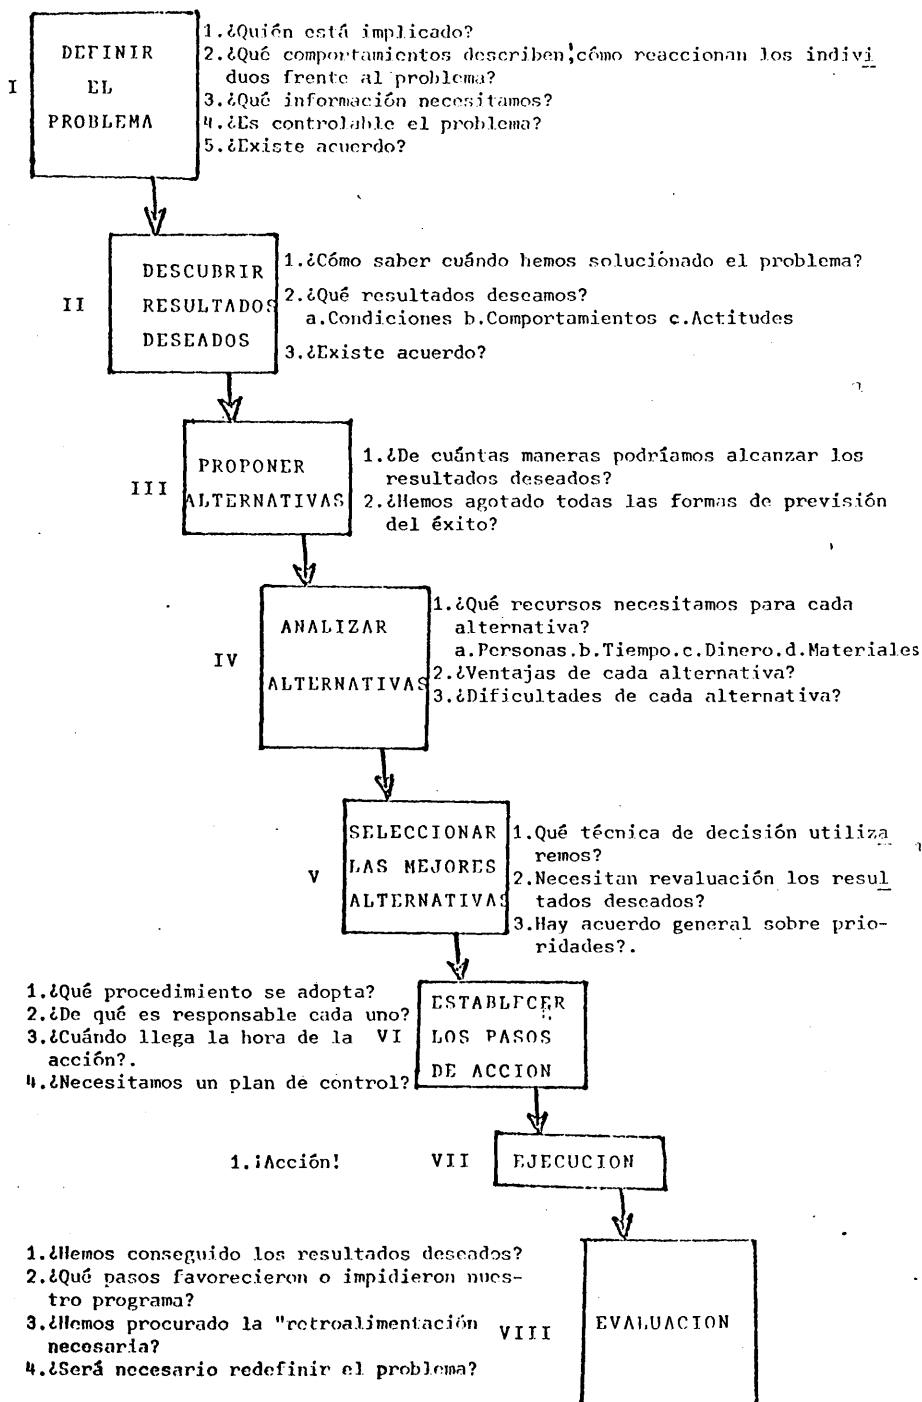 1.¿Quién está implicado?
DEFINIR
2.¿Qué comportamientos describen cómo reaccionan los indivi
duos frente al problema?
I
EL
3.¿Qué información necesitamos?
PROBLEMA
4.¿Es controlable el problema?
5.¿Existe acuerdo?
II
DESCUBRIR
RESULTADOS
DESEADOS
1.¿Cómo saber cuándo hemos soluciónado el problema?
2.¿Qué resultados deseamos?
a.Condiciones b.Comportamientos c.Actitudes
3.¿Existe acuerdo?
III
PROPONER
ALTERNATIVAS
1.¿De cuántas maneras podríamos alcanzar los
resultados deseados?
2.¿Hemos agotado todas las formas de previsión
del éxito?
IV
ANALIZAR
ALTERNATIVAS
1.¿Qué recursos necesitamos para cada
alternativa?
a.Personas.b.Tiempo.c.Dinero.d.Materiales
2.¿Ventajas de cada alternativa?
3.¿Dificultades de cada alternativa?
V
SELECCIONAR
LAS MEJORES
ALTERNATIVAS
1.Qué técnica de decisión utiliza
remos?
2.Necesitan revaluación los resul
tados deseados?
3.Hay acuerdo general sobre prio-
ridades?.
1.¿Qué procedimiento se adopta?
2.¿De qué es responsable cada uno?
3.¿Cuándo llega la hora de la
acción?.
4.¿Necesitamos un plan de control?
VI
ESTABLECER
LOS PASOS
DE ACCION
1.¡Acción!
VII
EJECUCION
1.¿Hemos conseguido los resultados deseados?
2.¿Qué pasos favorecieron o impidieron nues-
tro programa?
3.¿Hemos procurado la "retroalimentación
necesaria?
4.¿Será necesario redefinir el problema?
VIII
EVALUACION